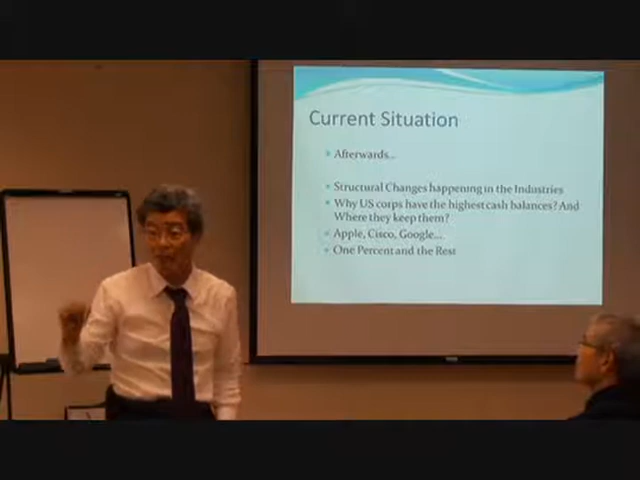 Current Situation
Afterwards...
Structural Changes happening in the Industries
Why US corps have the highest cash balances? And
Where they keep them?
Apple, Cisco, Google...
One Percent and the Rest